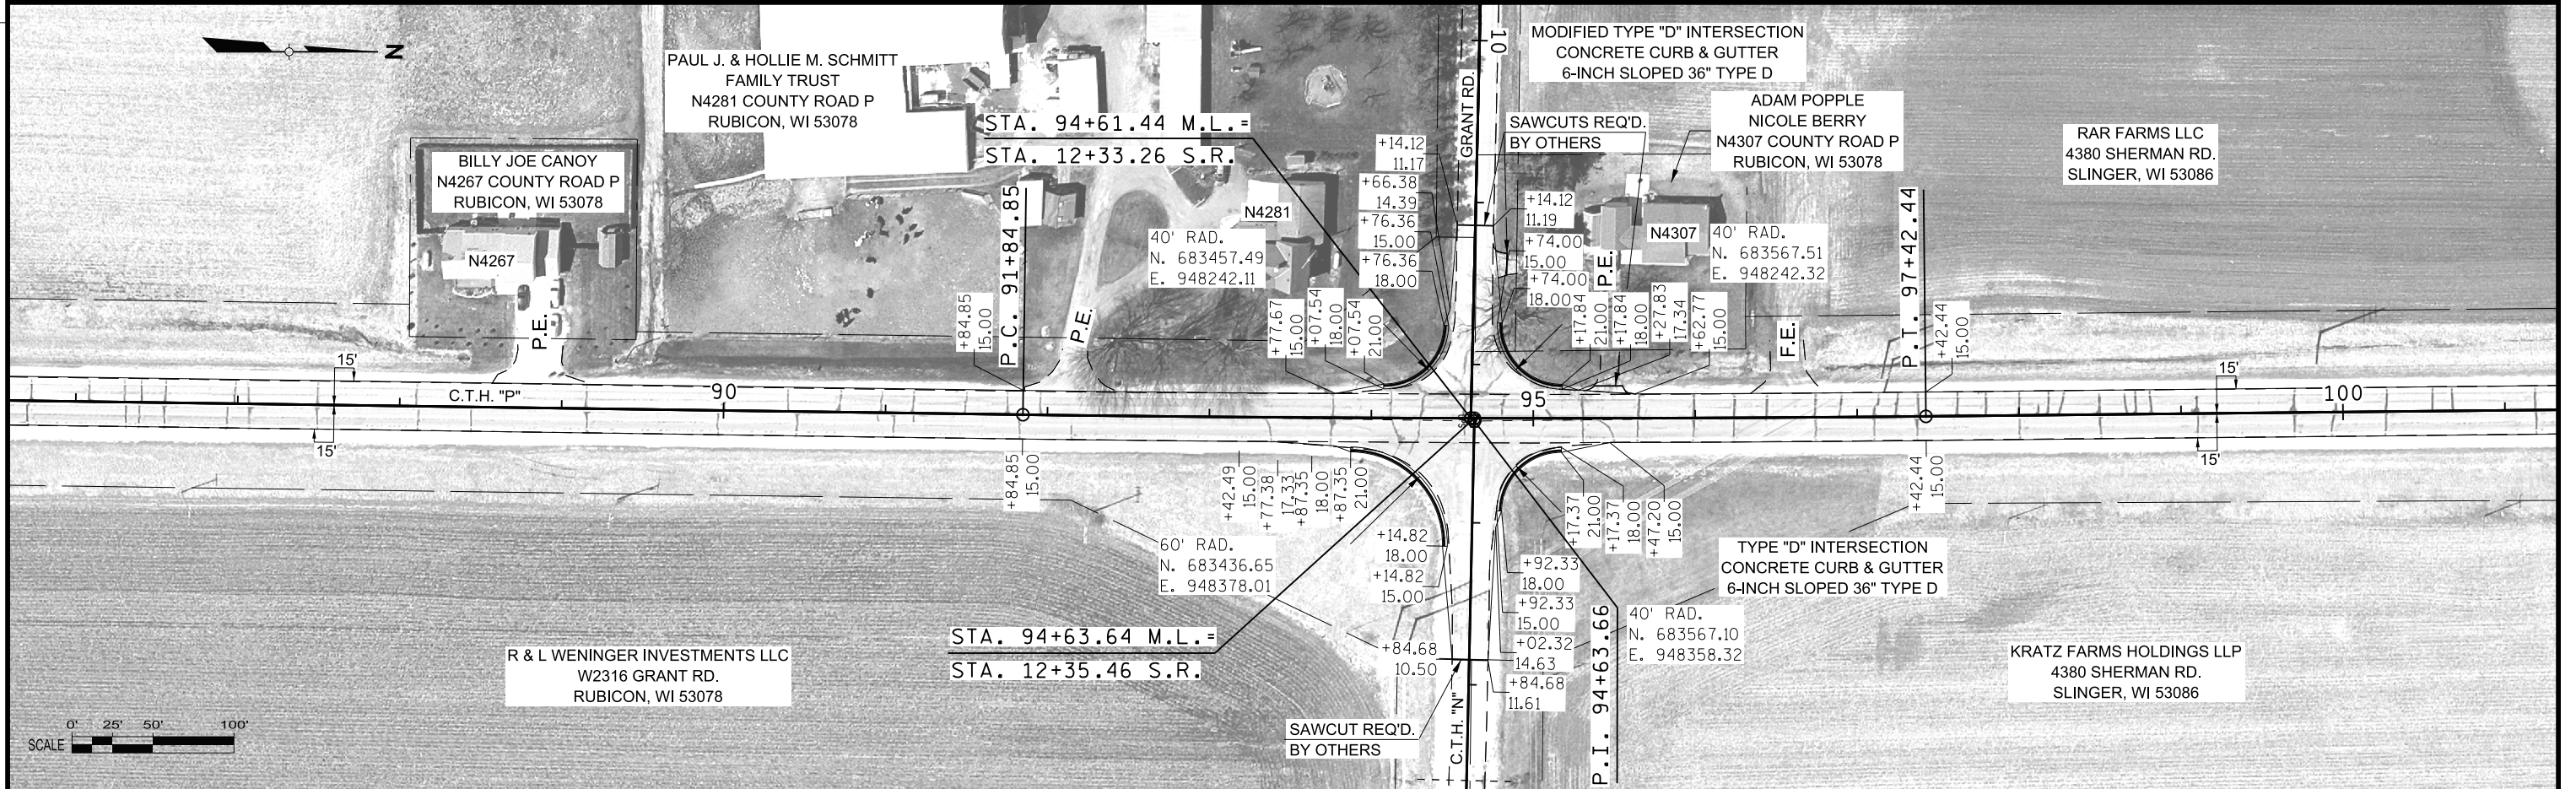 N
PAUL J. & HOLLIE M. SCHMITT
FAMILY TRUST
N4281 COUNTY ROAD P
RUBICON, WI 53078
BILLY JOE CANOY
N4267 COUNTY ROAD P
RUBICON, WI 53078
N4267
P.E.
STA. 94+61.44 M.L.=
STA. 12+33.26 S.R.
P.C. 91+84.85
+84.85
15.00
P.E.
N4281
40' RAD.
N. 683457.49
E. 948242.11
+77.67
15.00
+07.54
18.00
+07.54
21.00
+14.12
11.17
+66.38
14.39
+76.36
15.00
+76.36
18.00
GRANT RD.
10
MODIFIED TYPE "D" INTERSECTION
CONCRETE CURB & GUTTER
6-INCH SLOPED 36" TYPE D
SAWCUTS REQ'D.
BY OTHERS
ADAM POPPLE
NICOLE BERRY
N4307 COUNTY ROAD P
RUBICON, WI 53078
+14.12
11.19
+74.00
15.00
+74.00
18.00
P.E.
N4307
40' RAD.
N. 683567.51
E. 948242.32
+17.84
21.00
+17.84
18.00
+27.83
17.34
+62.77
15.00
F.E.
RAR FARMS LLC
4380 SHERMAN RD.
SLINGER, WI 53086
P.T. 97+42.44
+42.44
15.00
15'
15'
C.T.H. "P"
90
95
100
15'
15'
+84.85
15.00
+42.49
15.00
+77.38
17.33
+87.35
18.00
+87.35
21.00
60' RAD.
N. 683436.65
E. 948378.01
+14.82
18.00
+14.82
15.00
+84.68
10.50
+17.37
21.00
+17.37
18.00
+47.20
15.00
+42.44
15.00
+92.33
18.00
+92.33
15.00
+02.32
14.63
+84.68
11.61
TYPE "D" INTERSECTION
CONCRETE CURB & GUTTER
6-INCH SLOPED 36" TYPE D
40' RAD.
N. 683567.10
E. 948358.32
P.I. 94+63.66
STA. 94+63.64 M.L.=
STA. 12+35.46 S.R.
R & L WENINGER INVESTMENTS LLC
W2316 GRANT RD.
RUBICON, WI 53078
KRATZ FARMS HOLDINGS LLP
4380 SHERMAN RD.
SLINGER, WI 53086
SAWCUT REQ'D.
BY OTHERS
C.T.H. "N"
0' 25' 50' 100'
SCALE